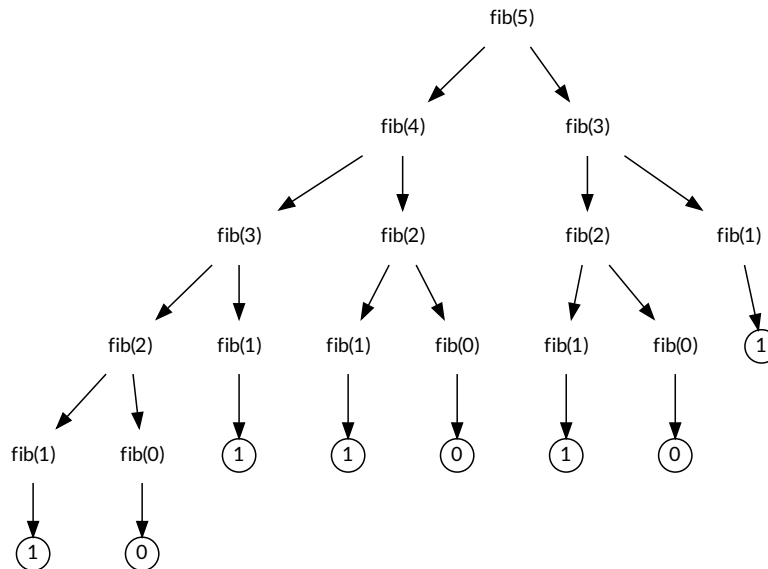 fib(5)
fib(4) fib(3)
fib(3) fib(2) fib(2) fib(1)
fib(2) fib(1) fib(1) fib(0) fib(1) fib(0) 1
fib(1) fib(0) 1 1 0 1 0
1 0